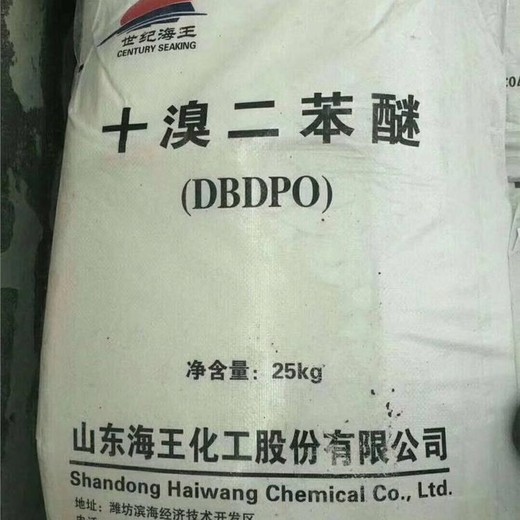 世纪海王
CENTURY SEAKING
十溴二苯醚
(DBDPO)
净含量：25kg
山东海王化工股份有限公司
Shandong Haiwang Chemical Co., Ltd.
地址：潍坊滨海经济技术开发区